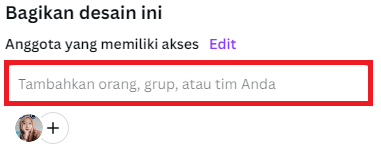 Bagikan desain ini
Anggota yang memiliki akses Edit
Tambahkan orang, grup, atau tim Anda